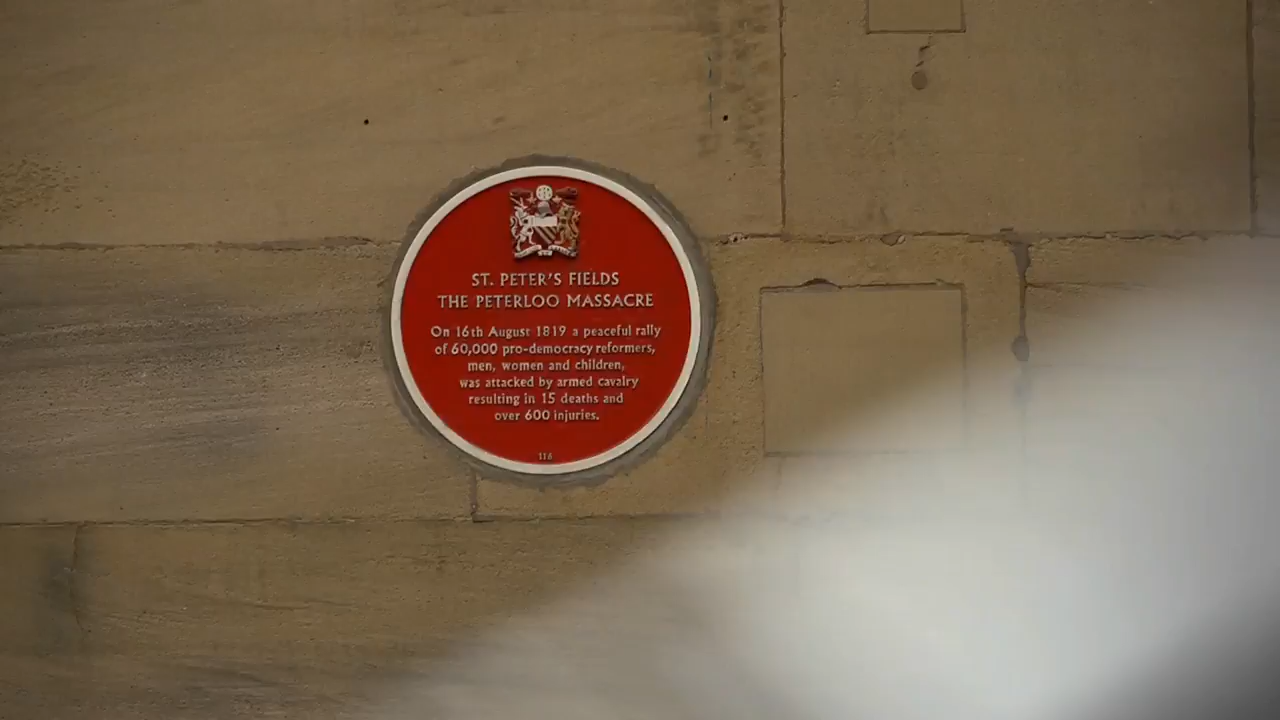 ST. PETER'S FIELDS
THE PETERLOO MASSACRE
On 16th August 1819 a peaceful rally
of 60,000 pro-democracy reformers,
men, women and children,
was attacked by armed cavalry
resulting in 15 deaths and
over 600 injuries.
116